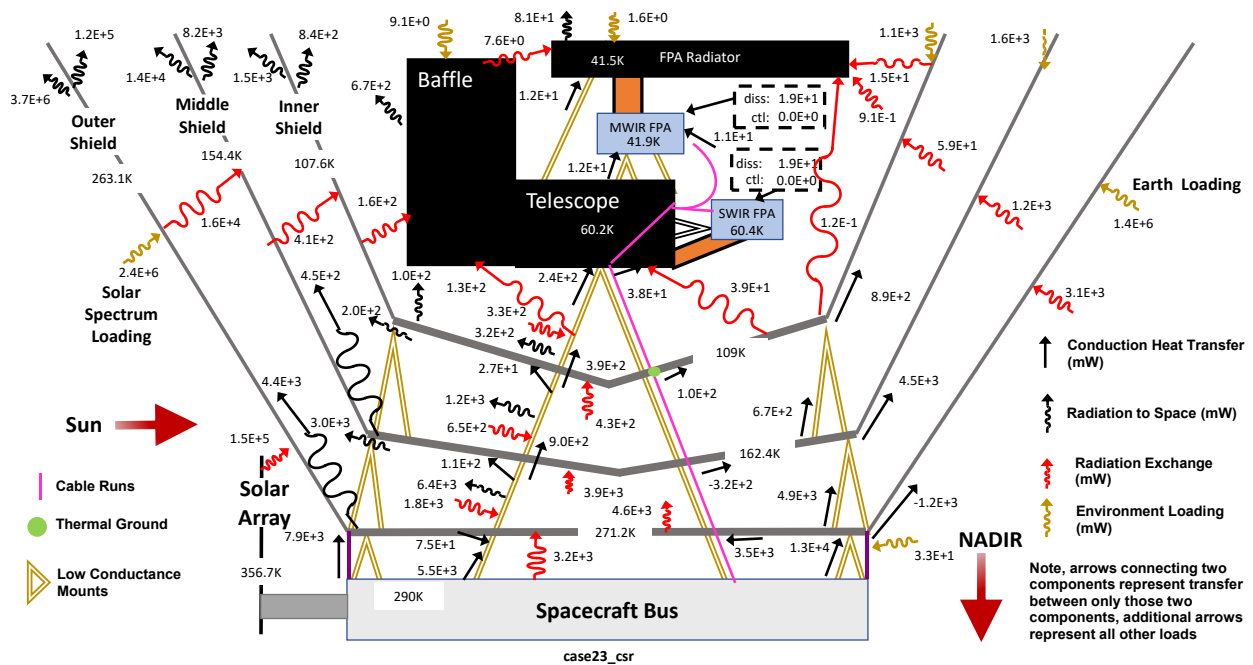 1.2E+5
8.2E+3
8.4E+2
9.1E+0
8.1E+1
1.6E+0
1.1E+3
1.6E+3
7.6E+0
3.7E+6
1.4E+4
1.5E+3
6.7E+2
Baffle
41.5K
FPA Radiator
1.5E+1
9.1E-1
1.2E+1
Outer
Shield
263.1K
Middle
Shield
154.4K
Inner
Shield
107.6K
MWIR FPA
41.9K
diss: 1.9E+1
ctl: 0.0E+0
1.1E+1
diss: 1.9E+1
ctl: 0.0E+0
5.9E+1
1.2E+1
Earth Loading
1.4E+6
Telescope
60.2K
SWIR FPA
60.4K
1.6E+4
4.1E+2
1.6E+2
1.2E-1
1.2E+3
2.4E+6
Solar
Spectrum
Loading
4.5E+2
2.0E+2
1.0E+2
1.3E+2
2.4E+2
3.8E+1
3.9E+1
8.9E+2
3.1E+3
3.3E+2
3.2E+2
109K
2.7E+1
3.9E+2
1.0E+2
Conduction Heat Transfer
(mW)
4.4E+3
4.5E+3
Sun
3.0E+3
1.2E+3
6.5E+2
4.3E+2
6.7E+2
Radiation to Space (mW)
1.5E+5
9.0E+2
162.4K
1.1E+2
-3.2E+2
Radiation Exchange
(mW)
Cable Runs
Solar
Array
6.4E+3
1.8E+3
3.9E+3
4.6E+3
4.9E+3
-1.2E+3
Environment Loading
(mW)
Thermal Ground
7.9E+3
7.5E+1
271.2K
3.5E+3
1.3E+4
3.3E+1
NADIR
356.7K
5.5E+3
3.2E+3
Low Conductance
Mounts
290K
Spacecraft Bus
Note, arrows connecting two
components represent transfer
between only those two
components, additional arrows
represent all other loads
case23_csr